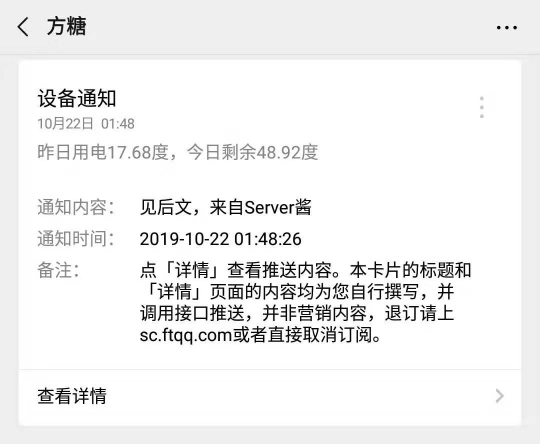 方糖
设备通知
10月22日 01:48
昨日用电17.68度，今日剩余48.92度
通知内容： 见后文，来自Server酱
通知时间： 2019-10-22 01:48:26
备注： 点「详情」查看推送内容。本卡片的标题和
「详情」页面的内容均为您自行撰写，并
调用接口推送，并非营销内容，退订请上
sc.ftqq.com或者直接取消订阅。
查看详情